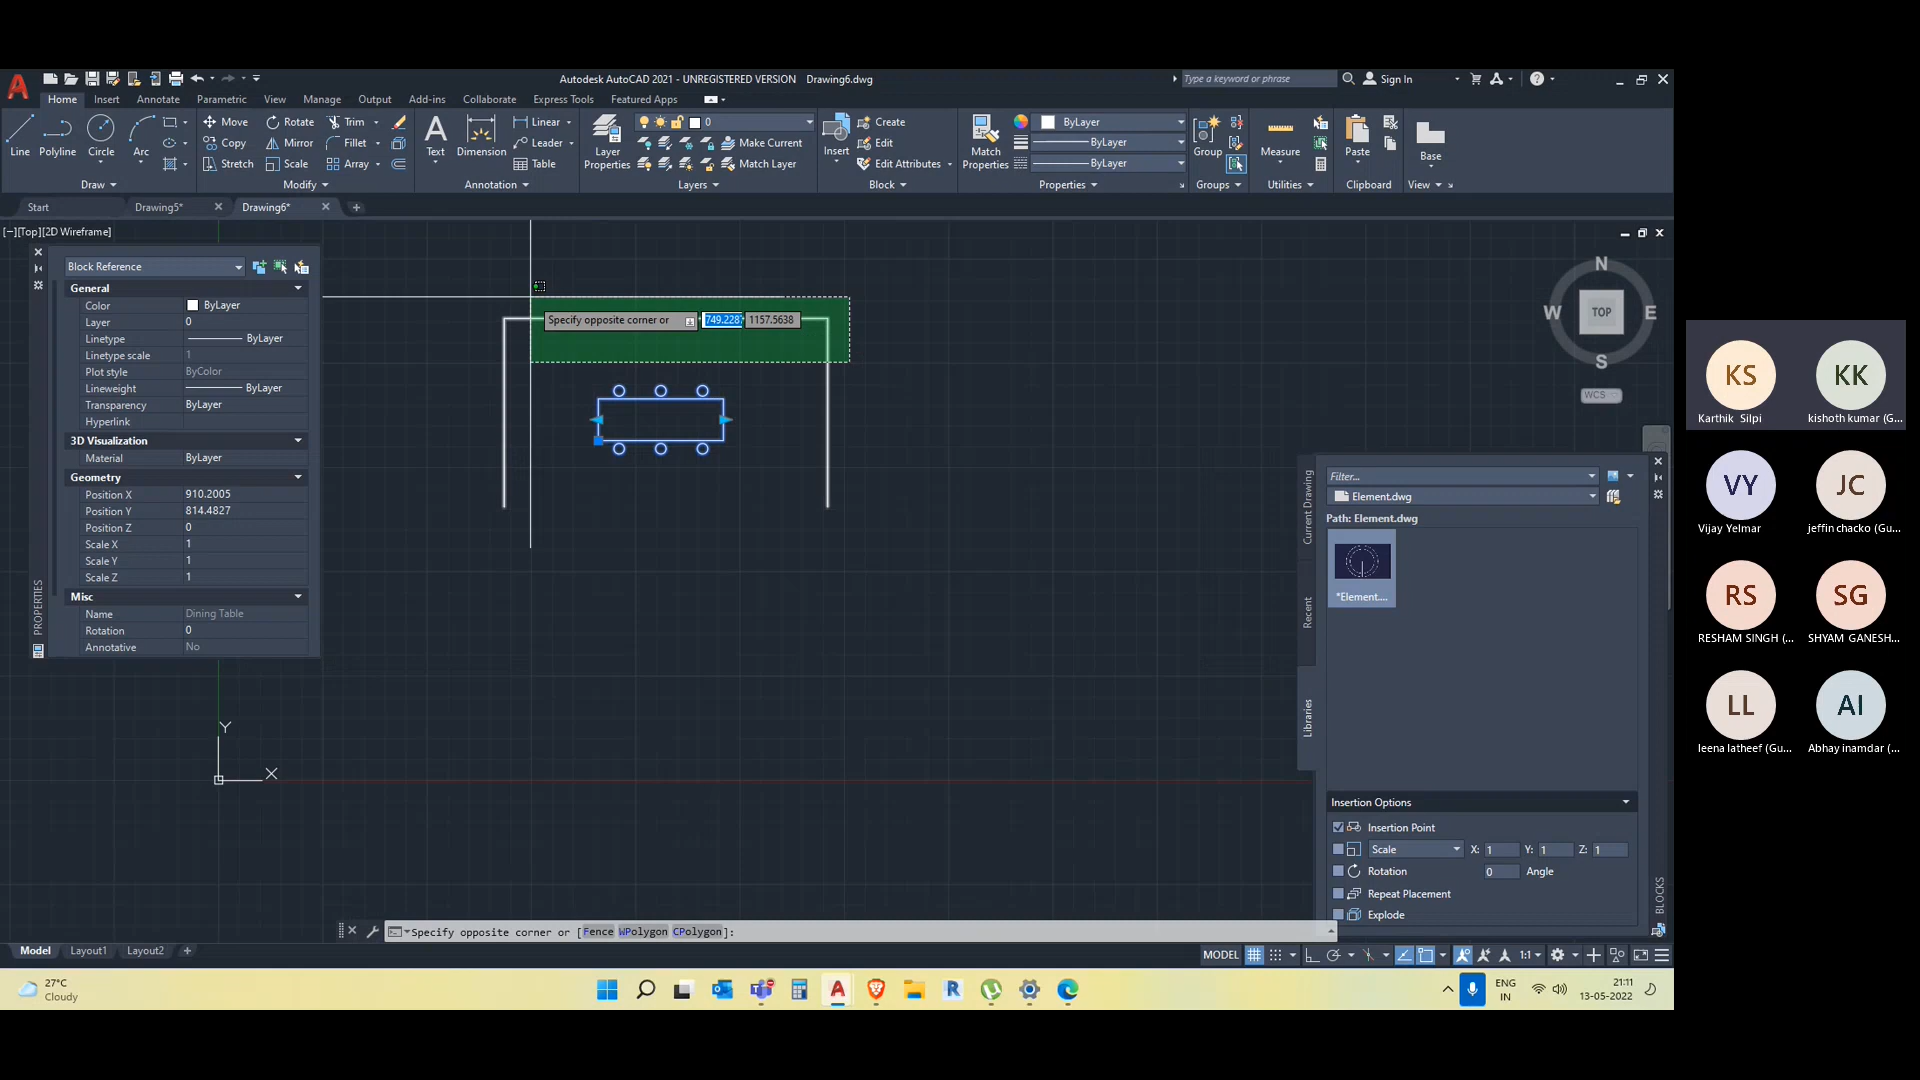 Autodesk AutoCAD 2021 - UNREGISTERED VERSION Drawing6.dwg
Type a keyword or phrase
Sign In
Home Insert Annotate Parametric View Manage Output Add-ins Collaborate Express Tools Featured Apps
Line Polyline Circle Arc
Move Rotate Trim
Copy Mirror Fillet
Stretch Scale Array
Text Dimension
Linear
Leader
Table
Layer Properties
0
Make Current
Match Layer
Insert
Create
Edit
Edit Attributes
Match Properties
ByLayer
ByLayer
ByLayer
Group
Measure
Paste
Base
Draw Modify Annotation Layers Block Properties Groups Utilities Clipboard View
Start Drawing5* Drawing6*
[−][Top][2D Wireframe]
Block Reference
General
Color ByLayer
Layer 0
Linetype ByLayer
Linetype scale 1
Plot style ByColor
Lineweight ByLayer
Transparency ByLayer
Hyperlink
3D Visualization
Material ByLayer
Geometry
Position X 910.2005
Position Y 814.4827
Position Z 0
Scale X 1
Scale Y 1
Scale Z 1
Misc
Name Dining Table
Rotation 0
Annotative No
PROPERTIES
Specify opposite corner or 749.228 1157.5638
N
W TOP E
S
WCS
Y
X
Current Drawing
Recent
Libraries
Filter...
Element.dwg
Path: Element.dwg
*Element....
Insertion Options
Insertion Point
Scale X: 1 Y: 1 Z: 1
Rotation 0 Angle
Repeat Placement
Explode
BLOCKS
Specify opposite corner or [Fence WPolygon CPolygon]:
Model Layout1 Layout2
MODEL
1:1
27°C
Cloudy
ENG
IN
21:11
13-05-2022
KS
Karthik Silpi
KK
kishoth kumar (G...
VY
Vijay Yelmar
JC
jeffin chacko (Gu...
RS
RESHAM SINGH (...
SG
SHYAM GANESH...
LL
leena latheef (Gu...
AI
Abhay inamdar (...